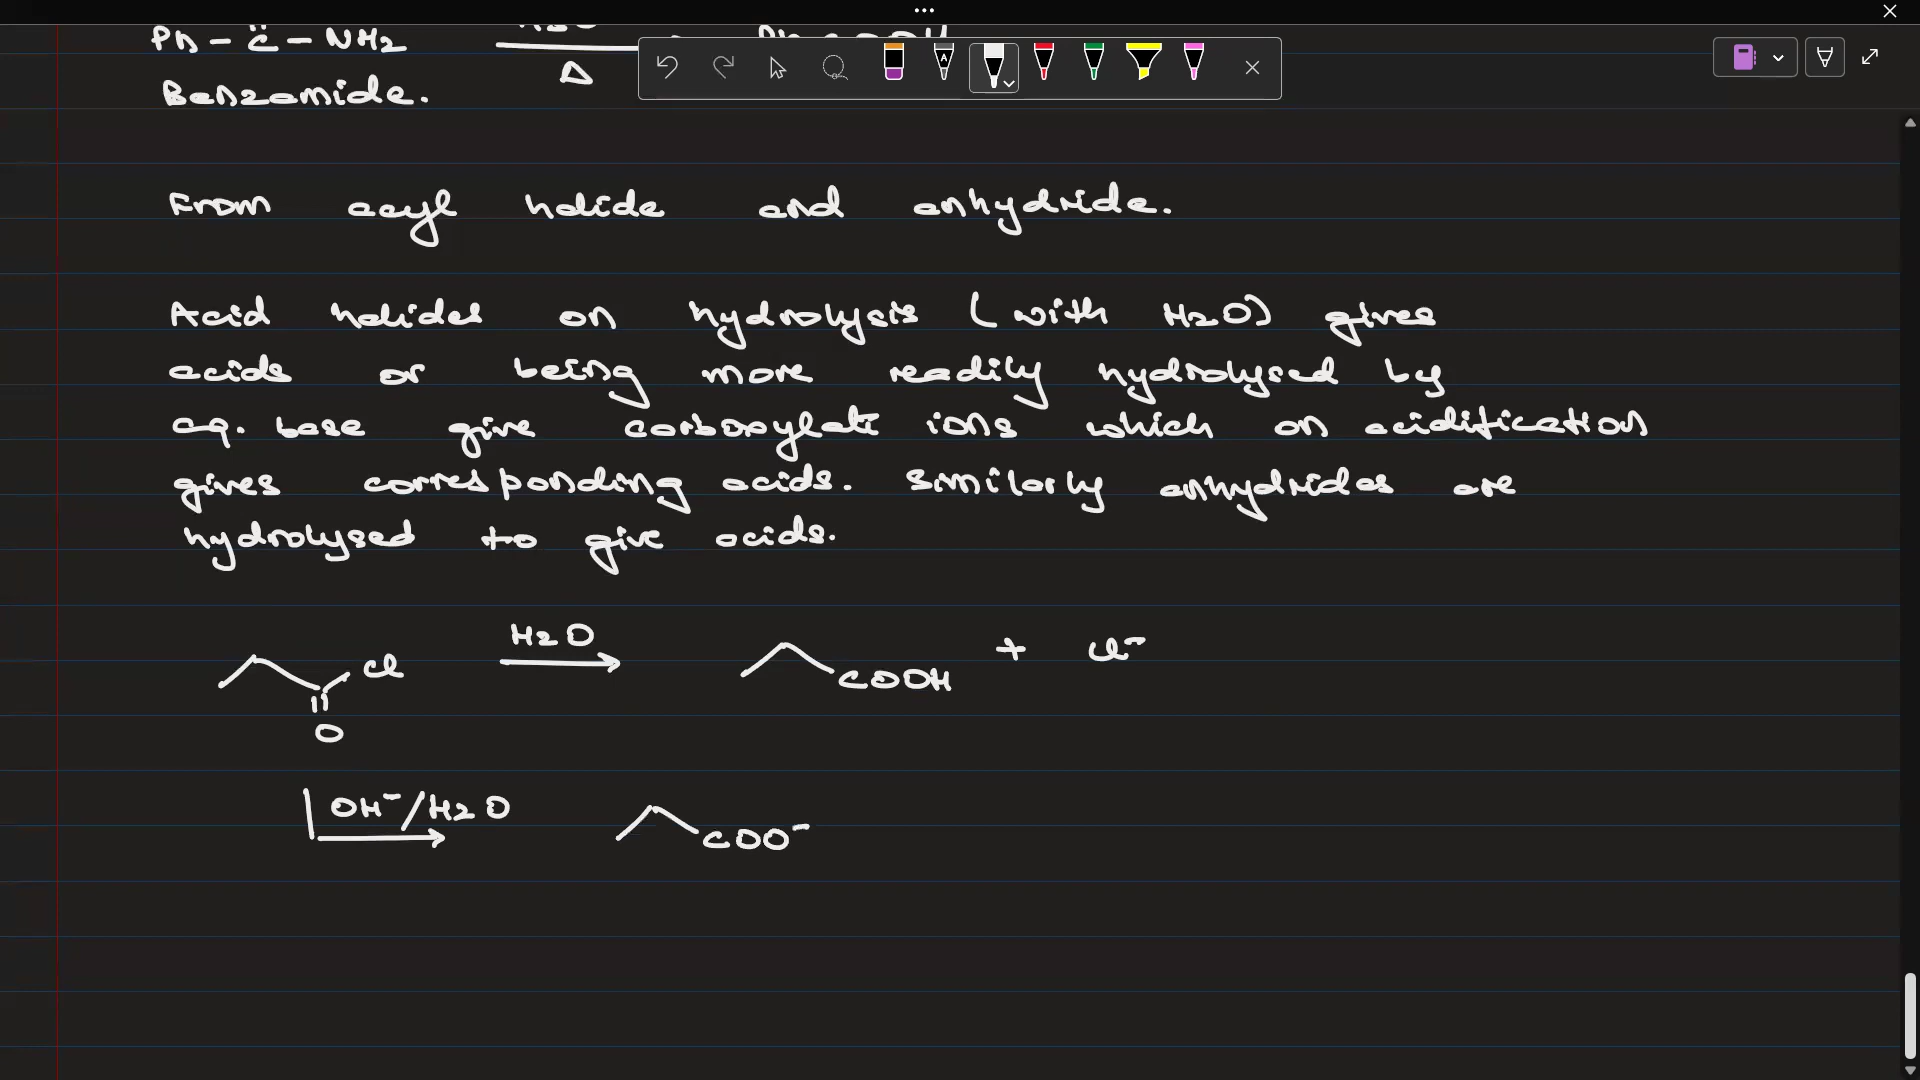 Ph - C - NH2
Δ
Benzamide.
From acyl halide and anhydride.
Acid halides on hydrolysis (with H2O) gives
acids or being more readily hydrolysed by
aq. base give carboxylate ions which on acidification
gives corresponding acids. Similarly anhydrides are
hydrolysed to give acids.
Cl
O
H2O
COOH + Cl⁻
OH⁻/H2O
COO⁻